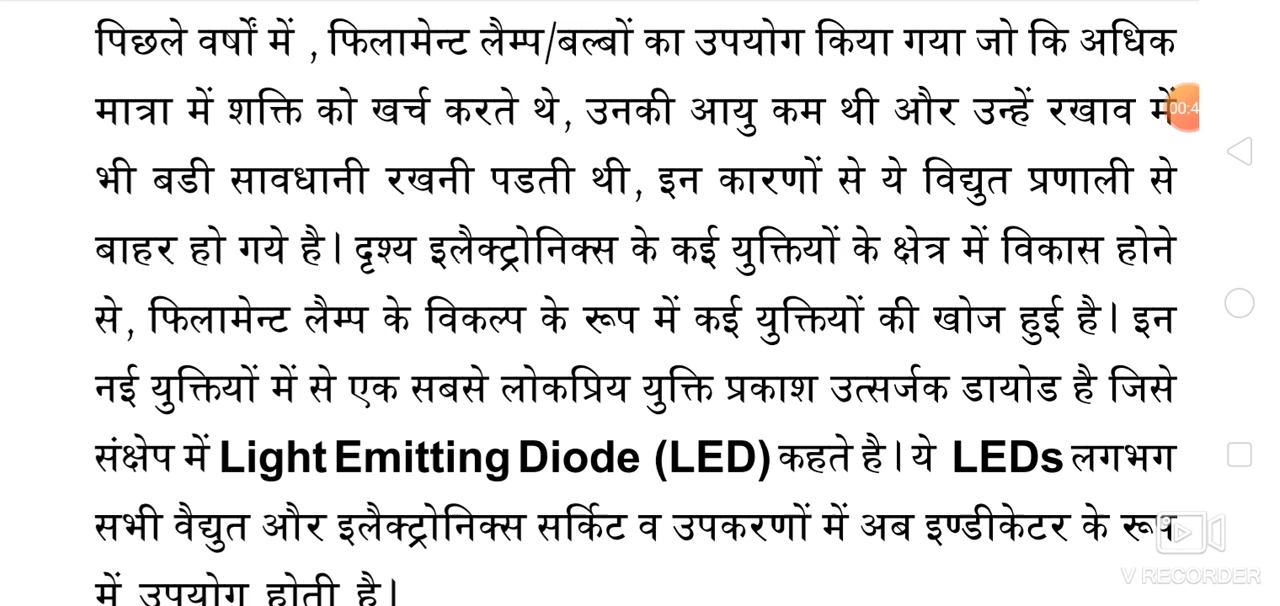 पिछले वर्षों में , फिलामेन्ट लैम्प/बल्बों का उपयोग किया गया जो कि अधिक
मात्रा में शक्ति को खर्च करते थे, उनकी आयु कम थी और उन्हें रखाव में
00:4
भी बडी सावधानी रखनी पडती थी, इन कारणों से ये विद्युत प्रणाली से
बाहर हो गये है। दृश्य इलैक्ट्रोनिक्स के कई युक्तियों के क्षेत्र में विकास होने
से, फिलामेन्ट लैम्प के विकल्प के रूप में कई युक्तियों की खोज हुई है। इन
नई युक्तियों में से एक सबसे लोकप्रिय युक्ति प्रकाश उत्सर्जक डायोड है जिसे
संक्षेप में Light Emitting Diode (LED) कहते है। ये LEDs लगभग
सभी वैद्युत और इलैक्ट्रोनिक्स सर्किट व उपकरणों में अब इण्डीकेटर के रूप
में उपयोग होती है।
V RECORDER